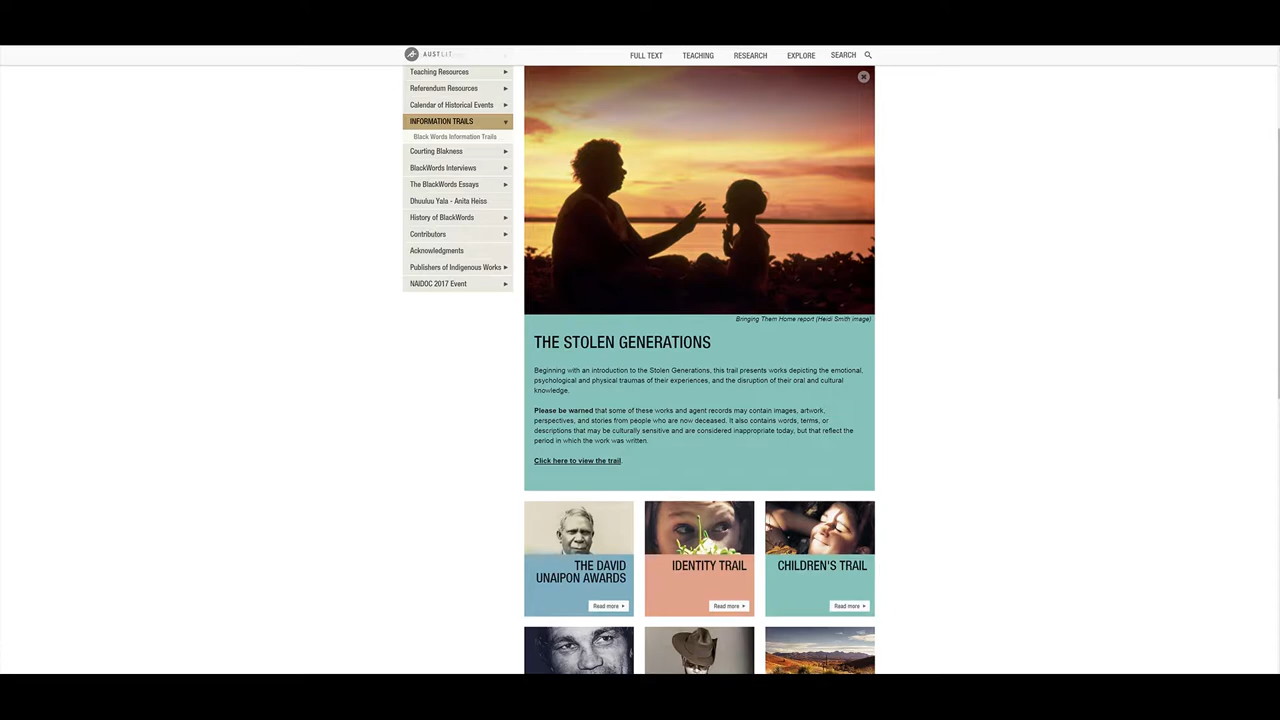 AUSTLIT
FULL TEXT
TEACHING
RESEARCH
EXPLORE
SEARCH
Teaching Resources
Referendum Resources
Calendar of Historical Events
INFORMATION TRAILS
Black Words Information Trails
Courting Blakness
BlackWords Interviews
The BlackWords Essays
Dhuuluu Yala - Anita Heiss
History of BlackWords
Contributors
Acknowledgments
Publishers of Indigenous Works
NAIDOC 2017 Event
Bringing Them Home report (Heidi Smith image)
THE STOLEN GENERATIONS
Beginning with an introduction to the Stolen Generations, this trail presents works depicting the emotional,
psychological and physical traumas of their experiences, and the disruption of their oral and cultural
knowledge.
Please be warned that some of these works and agent records may contain images, artwork,
perspectives, and stories from people who are now deceased. It also contains words, terms, or
descriptions that may be culturally sensitive and are considered inappropriate today, but that reflect the
period in which the work was written.
Click here to view the trail.
THE DAVID
UNAIPON AWARDS
Read more
IDENTITY TRAIL
Read more
CHILDREN'S TRAIL
Read more